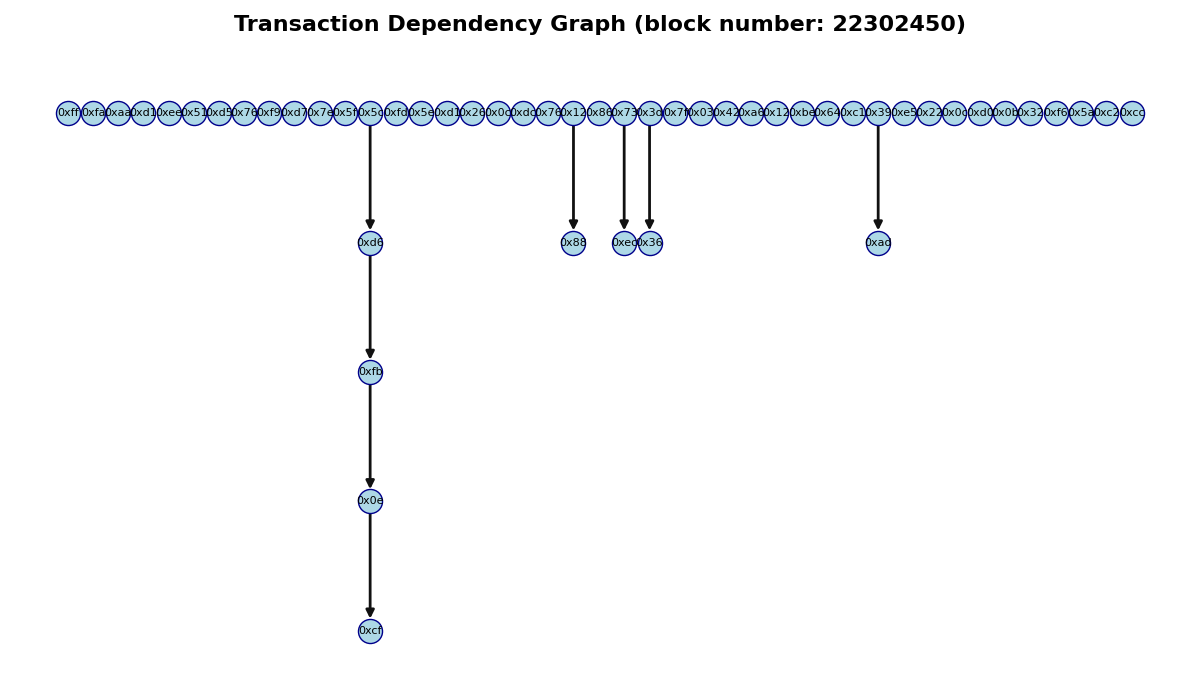 Transaction Dependency Graph (block number: 22302450)
0xff 0xfa 0xaa 0xd1 0xee 0x51 0xd5 0x76 0xf9 0xd7 0x7e 0x5f 0x5c 0xfd 0x5e 0xd1 0x26 0x0c 0xdc 0x76 0x12 0x86 0x73 0x3d 0x7f 0x03 0x42 0xa6 0x12 0xbe 0x64 0xc1 0x39 0xe5 0x22 0x0c 0xd0 0x0b 0x32 0xf6 0x5a 0xc2 0xcc
0xd6 0x88 0xec 0x36 0xad
0xfb
0x0e
0xcf